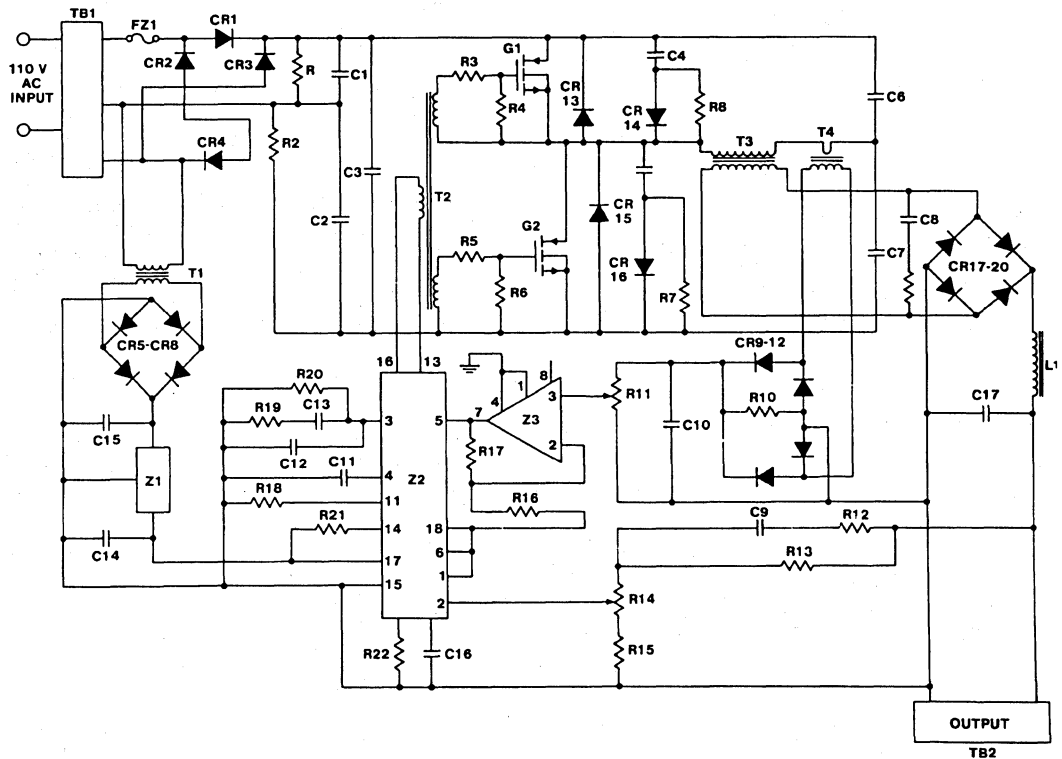 TB1
FZ1
CR1
CR2
CR3
CR4
110 V
AC
INPUT
R
C1
R2
C2
C3
R3
G1
R4
CR
13
C4
CR
14
R8
C6
T3
T4
T2
R5
G2
R6
CR
15
CR
16
R7
C7
C8
CR17-20
L1
T1
CR5-CR8
C15
Z1
C14
16
13
R20
R19
C13
3
C12
C11
4
R18
11
R21
14
17
15
Z2
5
7
4
1
8
3
Z3
2
R17
R16
18
6
1
2
R11
C10
CR9-12
R10
C17
C9
R12
R13
R14
R15
R22
C16
OUTPUT
TB2